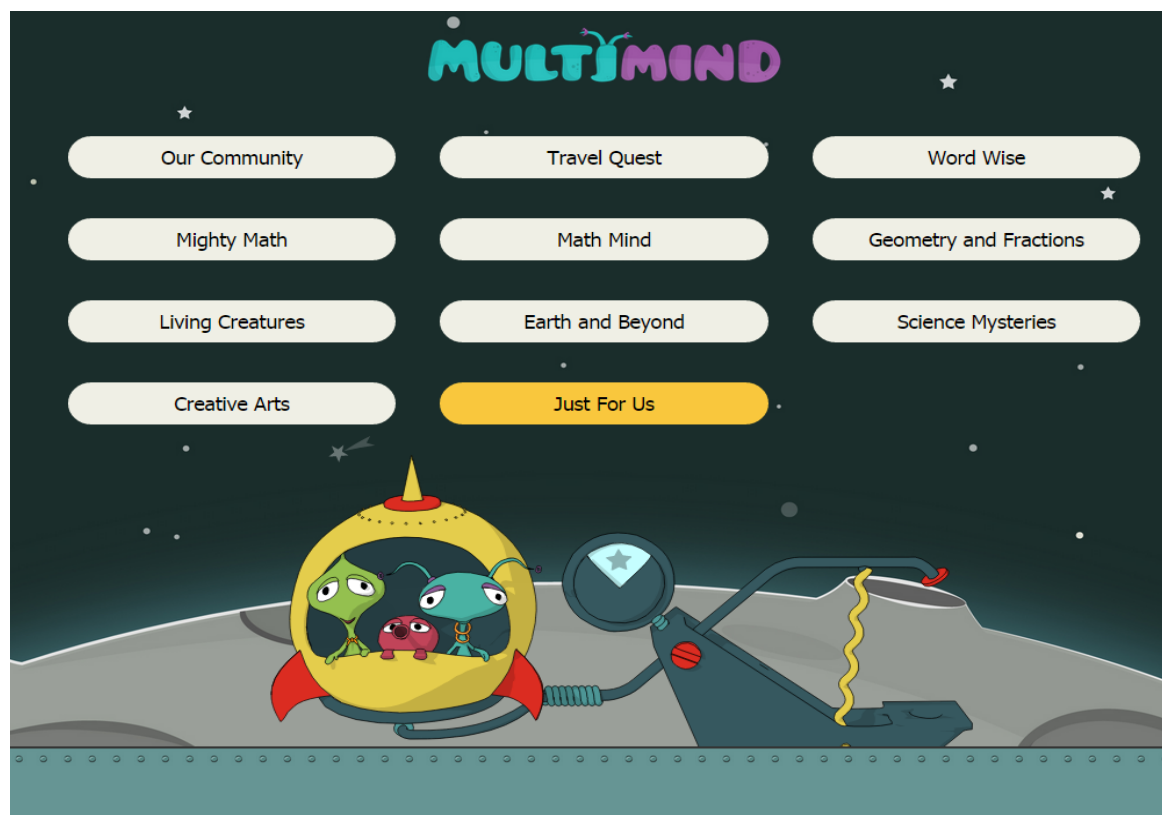 MULTIMIND
Our Community
Travel Quest
Word Wise
Mighty Math
Math Mind
Geometry and Fractions
Living Creatures
Earth and Beyond
Science Mysteries
Creative Arts
Just For Us